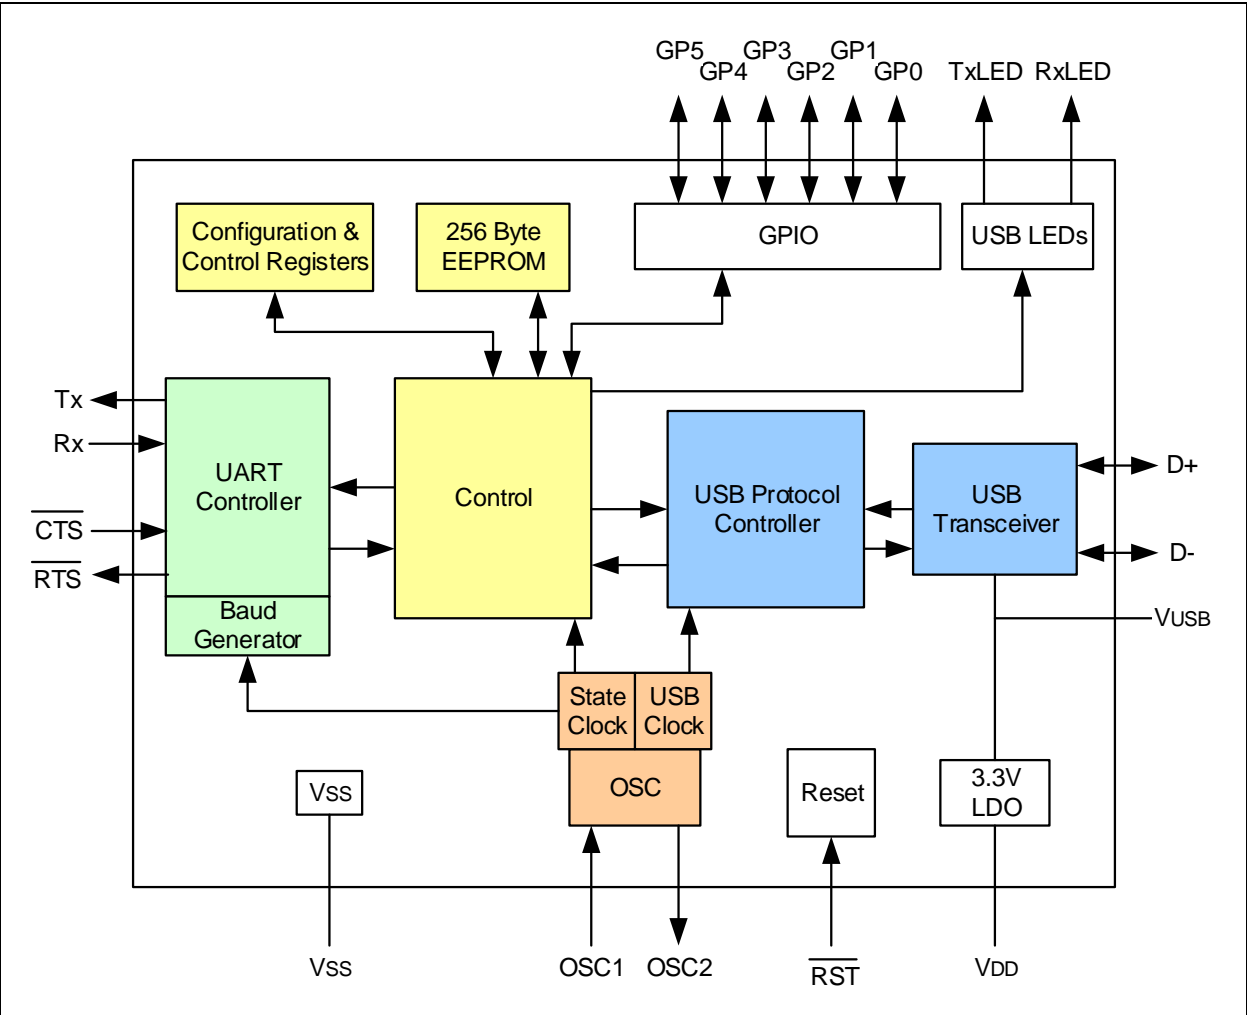 GP5 GP3 GP1
GP4 GP2 GP0 TxLED RxLED
Configuration &
Control Registers
256 Byte
EEPROM
GPIO
USB LEDs
Tx
Rx
CTS
RTS
UART
Controller
Baud
Generator
Control
USB Protocol
Controller
USB
Transceiver
D+
D-
VUSB
State
Clock
USB
Clock
OSC
VSS
Reset
3.3V
LDO
VSS
OSC1
OSC2
RST
VDD